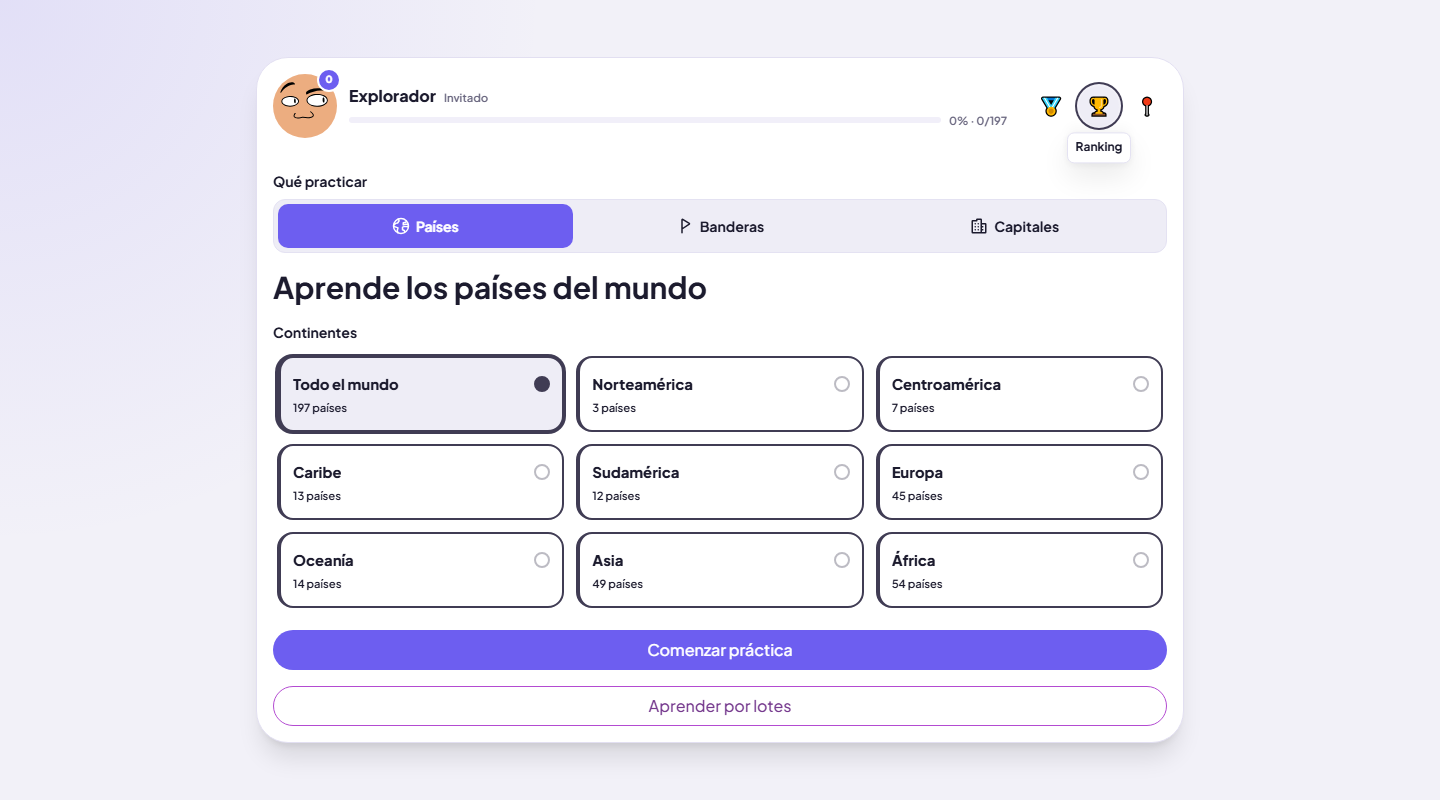 0
Explorador Invitado
0% · 0/197
Ranking
Qué practicar
Países
Banderas
Capitales
Aprende los países del mundo
Continentes
Todo el mundo
197 países
Norteamérica
3 países
Centroamérica
7 países
Caribe
13 países
Sudamérica
12 países
Europa
45 países
Oceanía
14 países
Asia
49 países
África
54 países
Comenzar práctica
Aprender por lotes